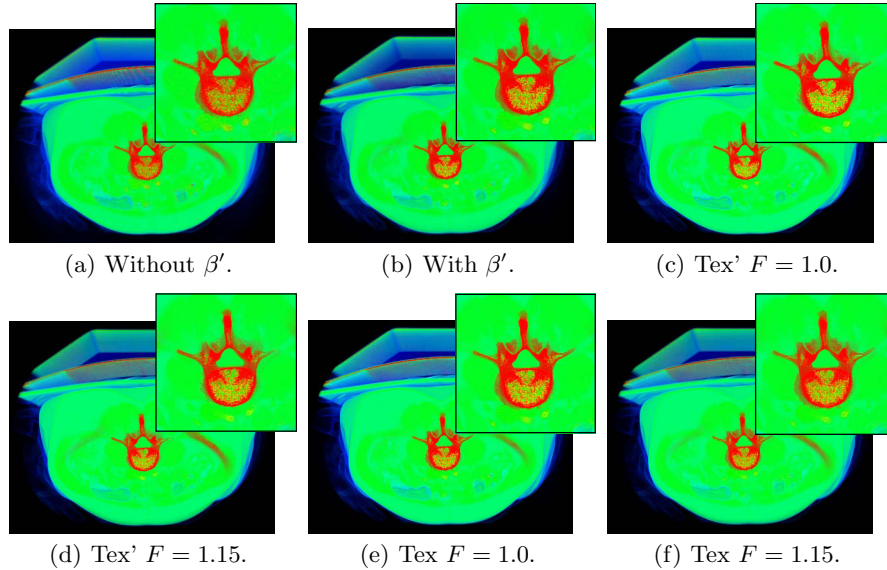 (a) Without β′.
(b) With β′.
(c) Tex' F = 1.0.
(d) Tex' F = 1.15.
(e) Tex F = 1.0.
(f) Tex F = 1.15.